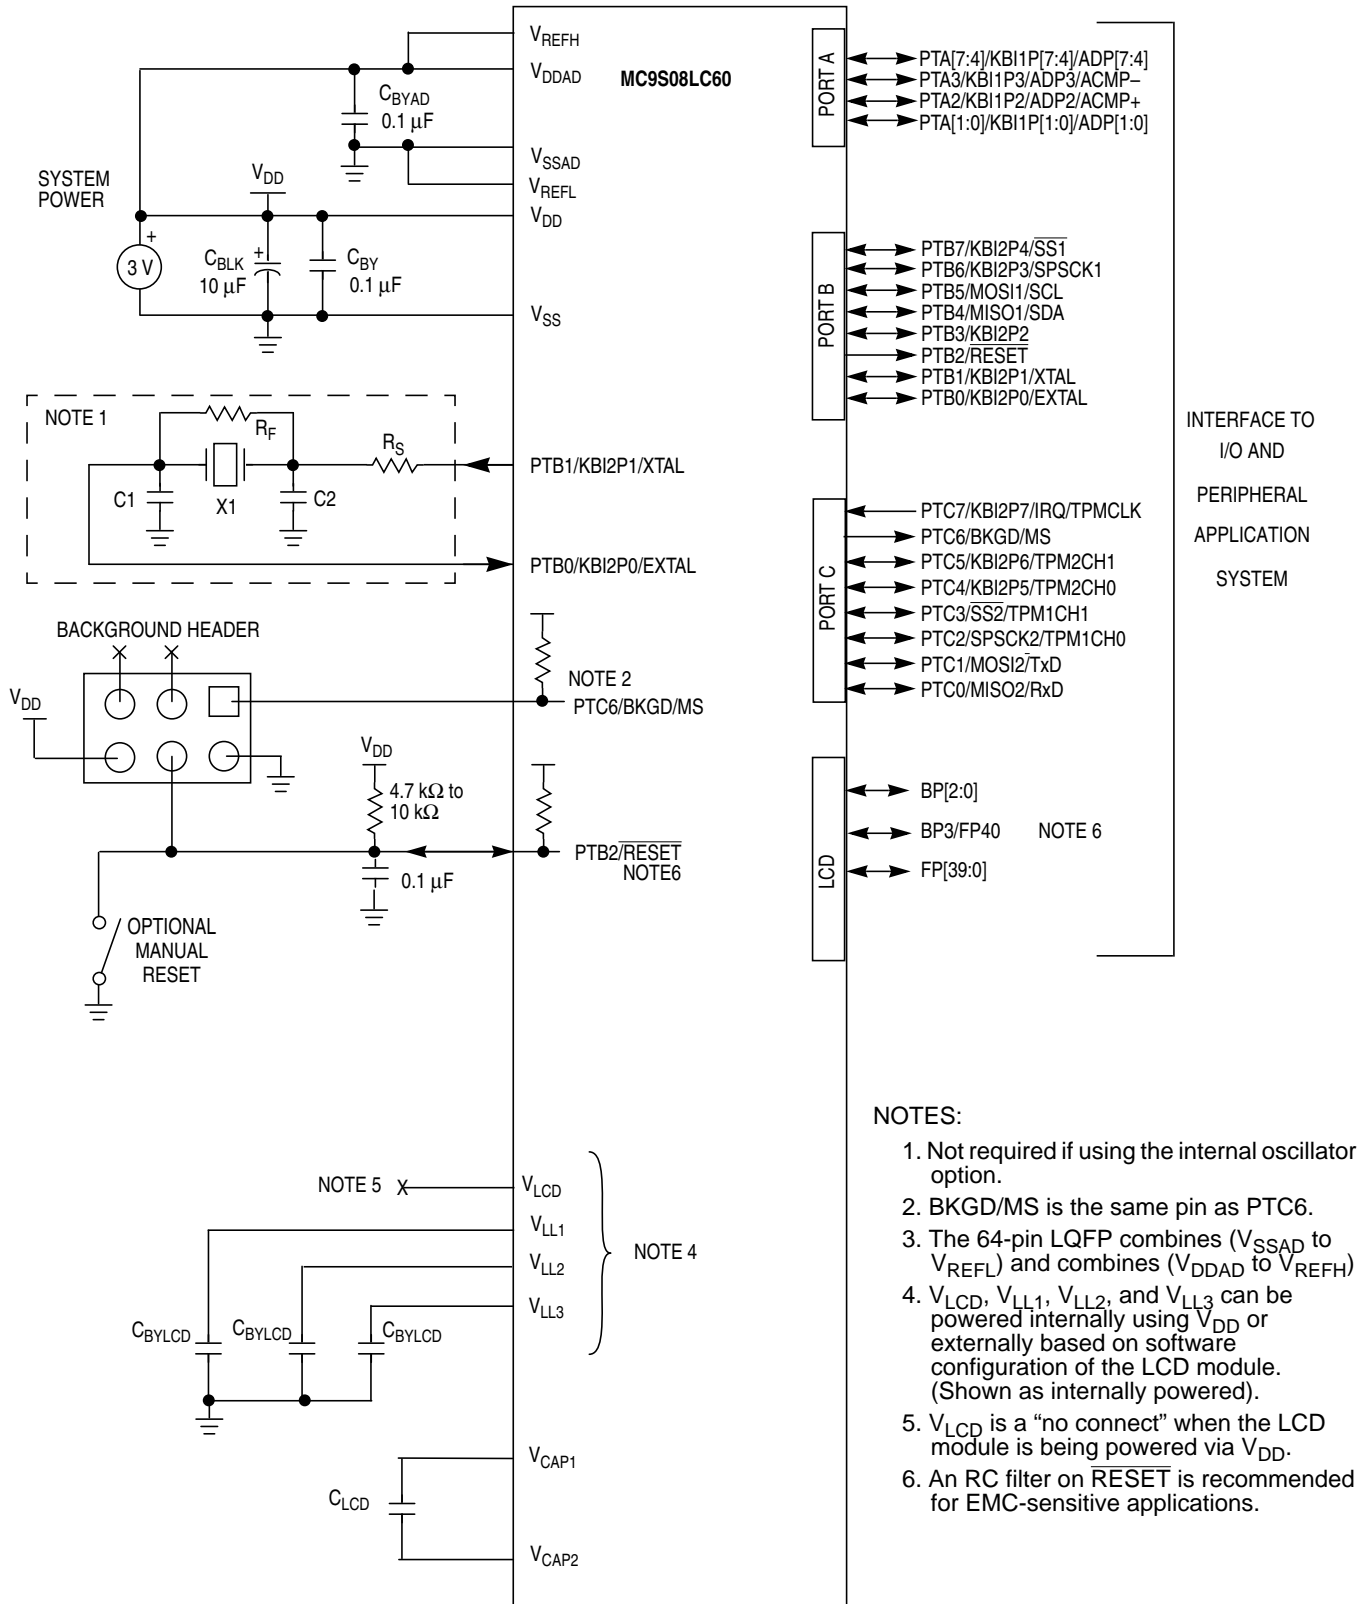 MC9S08LC60
VREFH
VDDAD
CBYAD
0.1 μF
VSSAD
VREFL
SYSTEM
POWER
VDD
VDD
+
3 V
CBLK
+
10 μF
CBY
0.1 μF
VSS
NOTE 1
RF
RS
C1
X1
C2
PTB1/KBI2P1/XTAL
PTB0/KBI2P0/EXTAL
BACKGROUND HEADER
VDD
NOTE 2
PTC6/BKGD/MS
VDD
4.7 kΩ to
10 kΩ
0.1 μF
PTB2/RESET
NOTE6
OPTIONAL
MANUAL
RESET
NOTE 5
X
VLCD
VLL1
VLL2
VLL3
NOTE 4
CBYLCD
CBYLCD
CBYLCD
VCAP1
CLCD
VCAP2
PORT A
PTA[7:4]/KBI1P[7:4]/ADP[7:4]
PTA3/KBI1P3/ADP3/ACMP–
PTA2/KBI1P2/ADP2/ACMP+
PTA[1:0]/KBI1P[1:0]/ADP[1:0]
PORT B
PTB7/KBI2P4/SS1
PTB6/KBI2P3/SPSCK1
PTB5/MOSI1/SCL
PTB4/MISO1/SDA
PTB3/KBI2P2
PTB2/RESET
PTB1/KBI2P1/XTAL
PTB0/KBI2P0/EXTAL
PORT C
PTC7/KBI2P7/IRQ/TPMCLK
PTC6/BKGD/MS
PTC5/KBI2P6/TPM2CH1
PTC4/KBI2P5/TPM2CH0
PTC3/SS2/TPM1CH1
PTC2/SPSCK2/TPM1CH0
PTC1/MOSI2/TxD
PTC0/MISO2/RxD
LCD
BP[2:0]
BP3/FP40 NOTE 6
FP[39:0]
INTERFACE TO
I/O AND
PERIPHERAL
APPLICATION
SYSTEM
NOTES:
1. Not required if using the internal oscillator
option.
2. BKGD/MS is the same pin as PTC6.
3. The 64-pin LQFP combines (VSSAD to
VREFL) and combines (VDDAD to VREFH)
4. VLCD, VLL1, VLL2, and VLL3 can be
powered internally using VDD or
externally based on software
configuration of the LCD module.
(Shown as internally powered).
5. VLCD is a “no connect” when the LCD
module is being powered via VDD.
6. An RC filter on RESET is recommended
for EMC-sensitive applications.